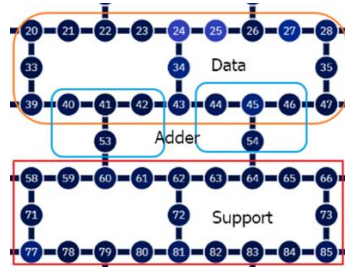 20 21 22 23 24 25 26 27 28
33 34 Data 35
39 40 41 42 43 44 45 46 47
53 Adder 54
58 59 60 61 62 63 64 65 66
71 72 Support 73
77 78 79 80 81 82 83 84 85